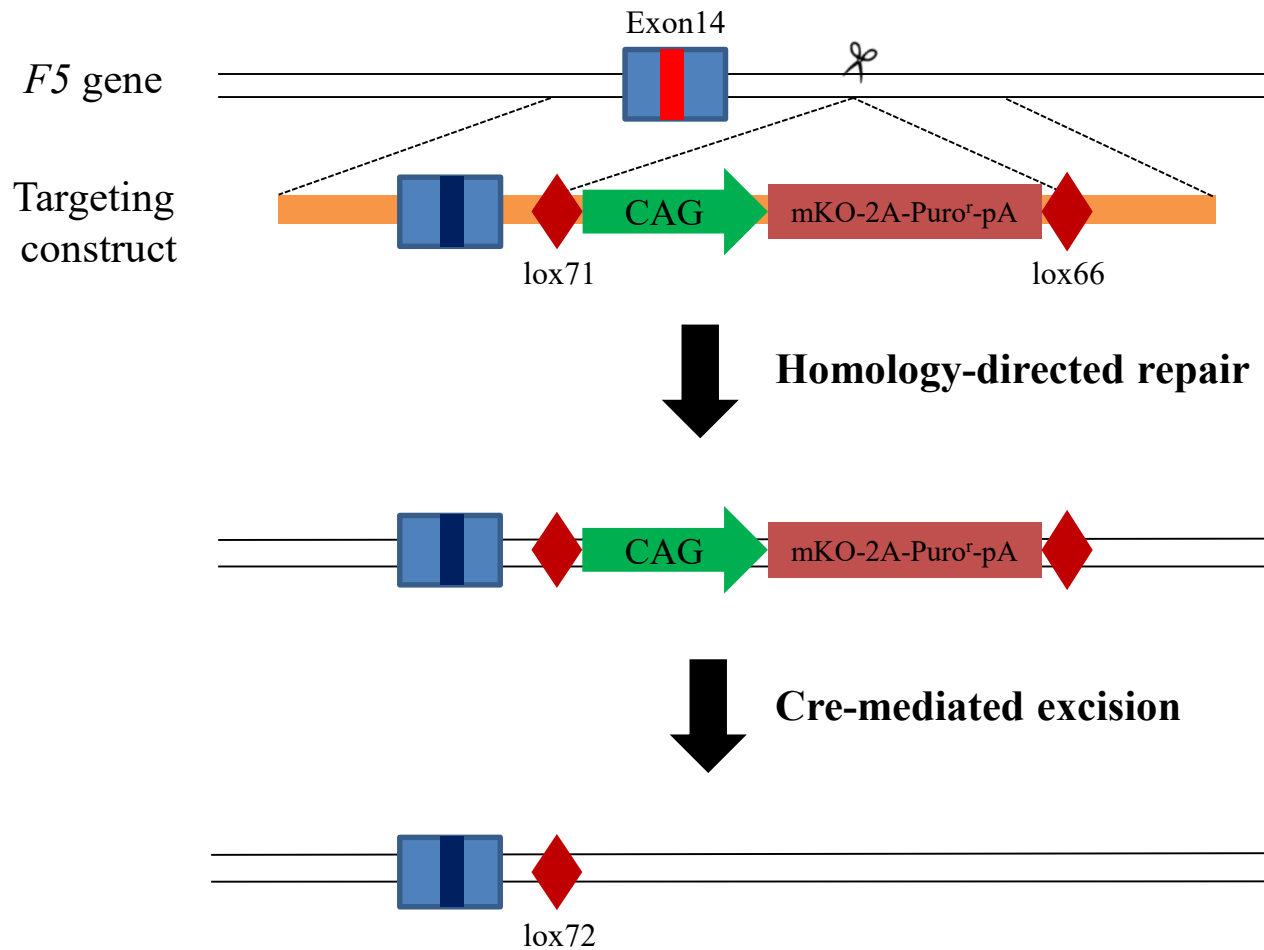 Exon14
F5 gene
Targeting
construct
CAG
mKO-2A-Puroʳ-pA
lox71
lox66
Homology-directed repair
CAG
mKO-2A-Puroʳ-pA
Cre-mediated excision
lox72